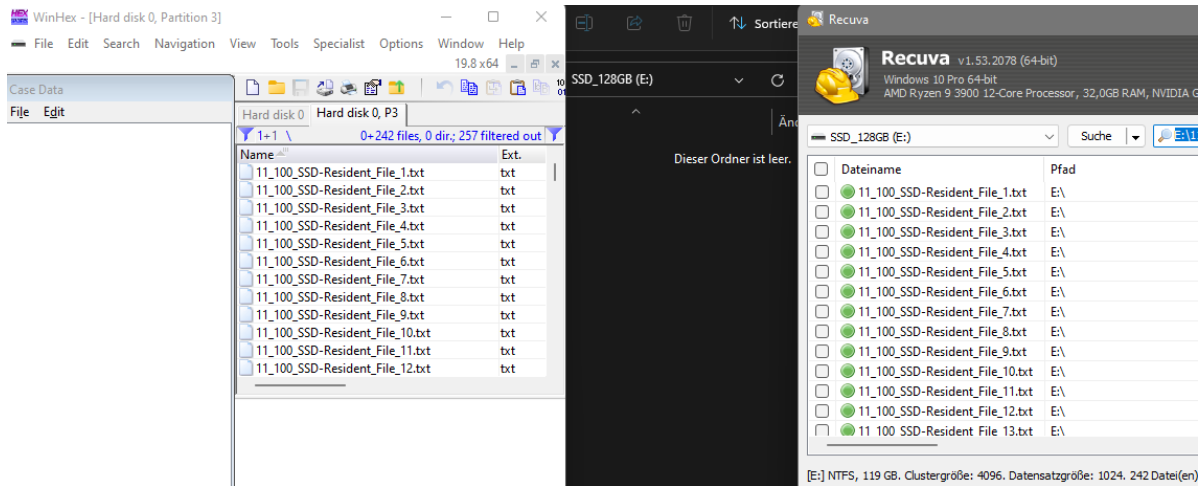 WinHex - [Hard disk 0, Partition 3]
File Edit Search Navigation View Tools Specialist Options Window Help
19.8 x64
Case Data
File Edit
Hard disk 0 Hard disk 0, P3
1+1 \ 0+242 files, 0 dir.; 257 filtered out
Name Ext.
11_100_SSD-Resident_File_1.txt txt
11_100_SSD-Resident_File_2.txt txt
11_100_SSD-Resident_File_3.txt txt
11_100_SSD-Resident_File_4.txt txt
11_100_SSD-Resident_File_5.txt txt
11_100_SSD-Resident_File_6.txt txt
11_100_SSD-Resident_File_7.txt txt
11_100_SSD-Resident_File_8.txt txt
11_100_SSD-Resident_File_9.txt txt
11_100_SSD-Resident_File_10.txt txt
11_100_SSD-Resident_File_11.txt txt
11_100_SSD-Resident_File_12.txt txt
Sortiere
SSD_128GB (E:)
Änd
Dieser Ordner ist leer.
Recuva
Recuva v1.53.2078 (64-bit)
Windows 10 Pro 64-bit
AMD Ryzen 9 3900 12-Core Processor, 32,0GB RAM, NVIDIA G
SSD_128GB (E:) Suche E:\1
Dateiname Pfad
11_100_SSD-Resident_File_1.txt E:\
11_100_SSD-Resident_File_2.txt E:\
11_100_SSD-Resident_File_3.txt E:\
11_100_SSD-Resident_File_4.txt E:\
11_100_SSD-Resident_File_5.txt E:\
11_100_SSD-Resident_File_6.txt E:\
11_100_SSD-Resident_File_7.txt E:\
11_100_SSD-Resident_File_8.txt E:\
11_100_SSD-Resident_File_9.txt E:\
11_100_SSD-Resident_File_10.txt E:\
11_100_SSD-Resident_File_11.txt E:\
11_100_SSD-Resident_File_12.txt E:\
11_100_SSD-Resident_File_13.txt E:\
[E:] NTFS, 119 GB. Clustergröße: 4096. Datensatzgröße: 1024. 242 Datei(en)